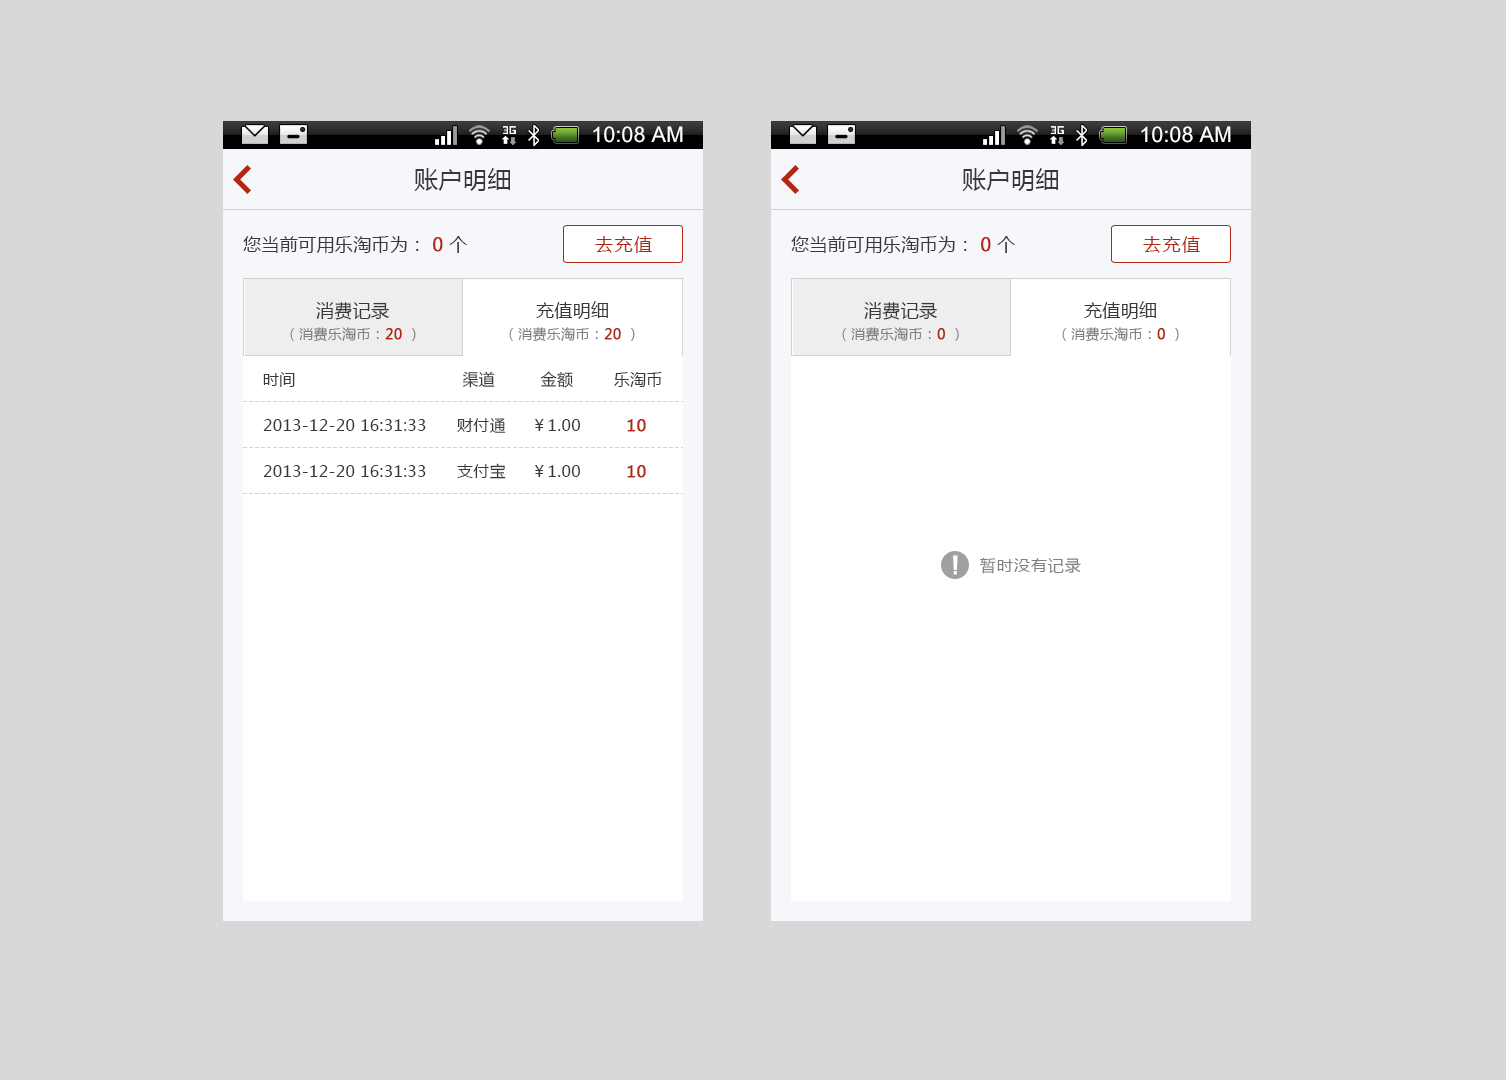 10:08 AM
账户明细
您当前可用乐淘币为： 0 个
去充值
消费记录
（ 消费乐淘币：20 ）
充值明细
（ 消费乐淘币：20 ）
时间 渠道 金额 乐淘币
2013-12-20 16:31:33 财付通 ￥1.00 10
2013-12-20 16:31:33 支付宝 ￥1.00 10
3G
10:08 AM
账户明细
您当前可用乐淘币为： 0 个
去充值
消费记录
（ 消费乐淘币：0 ）
充值明细
（ 消费乐淘币：0 ）
暂时没有记录
3G